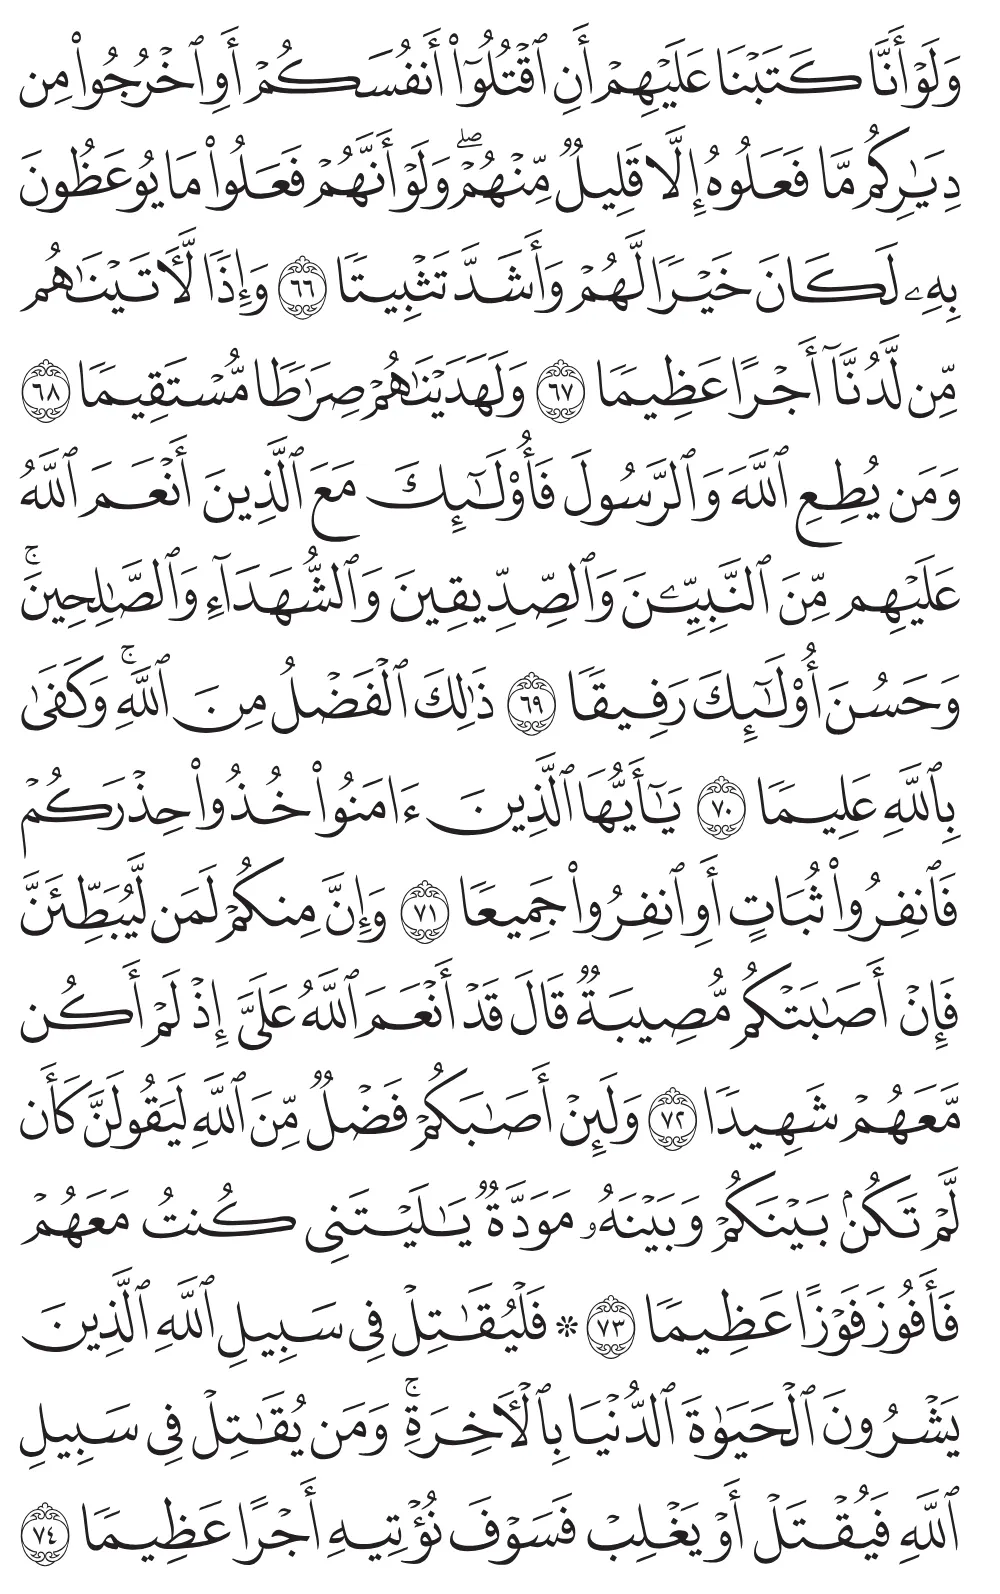 وَلَوْ أَنَّا كَتَبْنَا عَلَيْهِمْ أَنِ ٱقْتُلُوٓا۟ أَنفُسَكُمْ أَوِ ٱخْرُجُوا۟ مِن
دِيَـٰرِكُم مَّا فَعَلُوهُ إِلَّا قَلِيلٌ مِّنْهُمْ ۖ وَلَوْ أَنَّهُمْ فَعَلُوا۟ مَا يُوعَظُونَ
بِهِۦ لَكَانَ خَيْرًا لَّهُمْ وَأَشَدَّ تَثْبِيتًا ٦٦ وَإِذًا لَّـَٔاتَيْنَـٰهُم
مِّن لَّدُنَّآ أَجْرًا عَظِيمًا ٦٧ وَلَهَدَيْنَـٰهُمْ صِرَٰطًا مُّسْتَقِيمًا ٦٨
وَمَن يُطِعِ ٱللَّهَ وَٱلرَّسُولَ فَأُو۟لَـٰٓئِكَ مَعَ ٱلَّذِينَ أَنْعَمَ ٱللَّهُ
عَلَيْهِم مِّنَ ٱلنَّبِيِّـۧنَ وَٱلصِّدِّيقِينَ وَٱلشُّهَدَآءِ وَٱلصَّـٰلِحِينَ ۚ
وَحَسُنَ أُو۟لَـٰٓئِكَ رَفِيقًا ٦٩ ذَٰلِكَ ٱلْفَضْلُ مِنَ ٱللَّهِ ۚ وَكَفَىٰ
بِٱللَّهِ عَلِيمًا ٧٠ يَـٰٓأَيُّهَا ٱلَّذِينَ ءَامَنُوا۟ خُذُوا۟ حِذْرَكُمْ
فَٱنفِرُوا۟ ثُبَاتٍ أَوِ ٱنفِرُوا۟ جَمِيعًا ٧١ وَإِنَّ مِنكُمْ لَمَن لَّيُبَطِّئَنَّ
فَإِنْ أَصَـٰبَتْكُم مُّصِيبَةٌ قَالَ قَدْ أَنْعَمَ ٱللَّهُ عَلَىَّ إِذْ لَمْ أَكُن
مَّعَهُمْ شَهِيدًا ٧٢ وَلَئِنْ أَصَـٰبَكُمْ فَضْلٌ مِّنَ ٱللَّهِ لَيَقُولَنَّ كَأَن
لَّمْ تَكُنۢ بَيْنَكُمْ وَبَيْنَهُۥ مَوَدَّةٌ يَـٰلَيْتَنِى كُنتُ مَعَهُمْ
فَأَفُوزَ فَوْزًا عَظِيمًا ٧٣ ۞ فَلْيُقَـٰتِلْ فِى سَبِيلِ ٱللَّهِ ٱلَّذِينَ
يَشْرُونَ ٱلْحَيَوٰةَ ٱلدُّنْيَا بِٱلْـَٔاخِرَةِ ۚ وَمَن يُقَـٰتِلْ فِى سَبِيلِ
ٱللَّهِ فَيُقْتَلْ أَوْ يَغْلِبْ فَسَوْفَ نُؤْتِيهِ أَجْرًا عَظِيمًا ٧٤